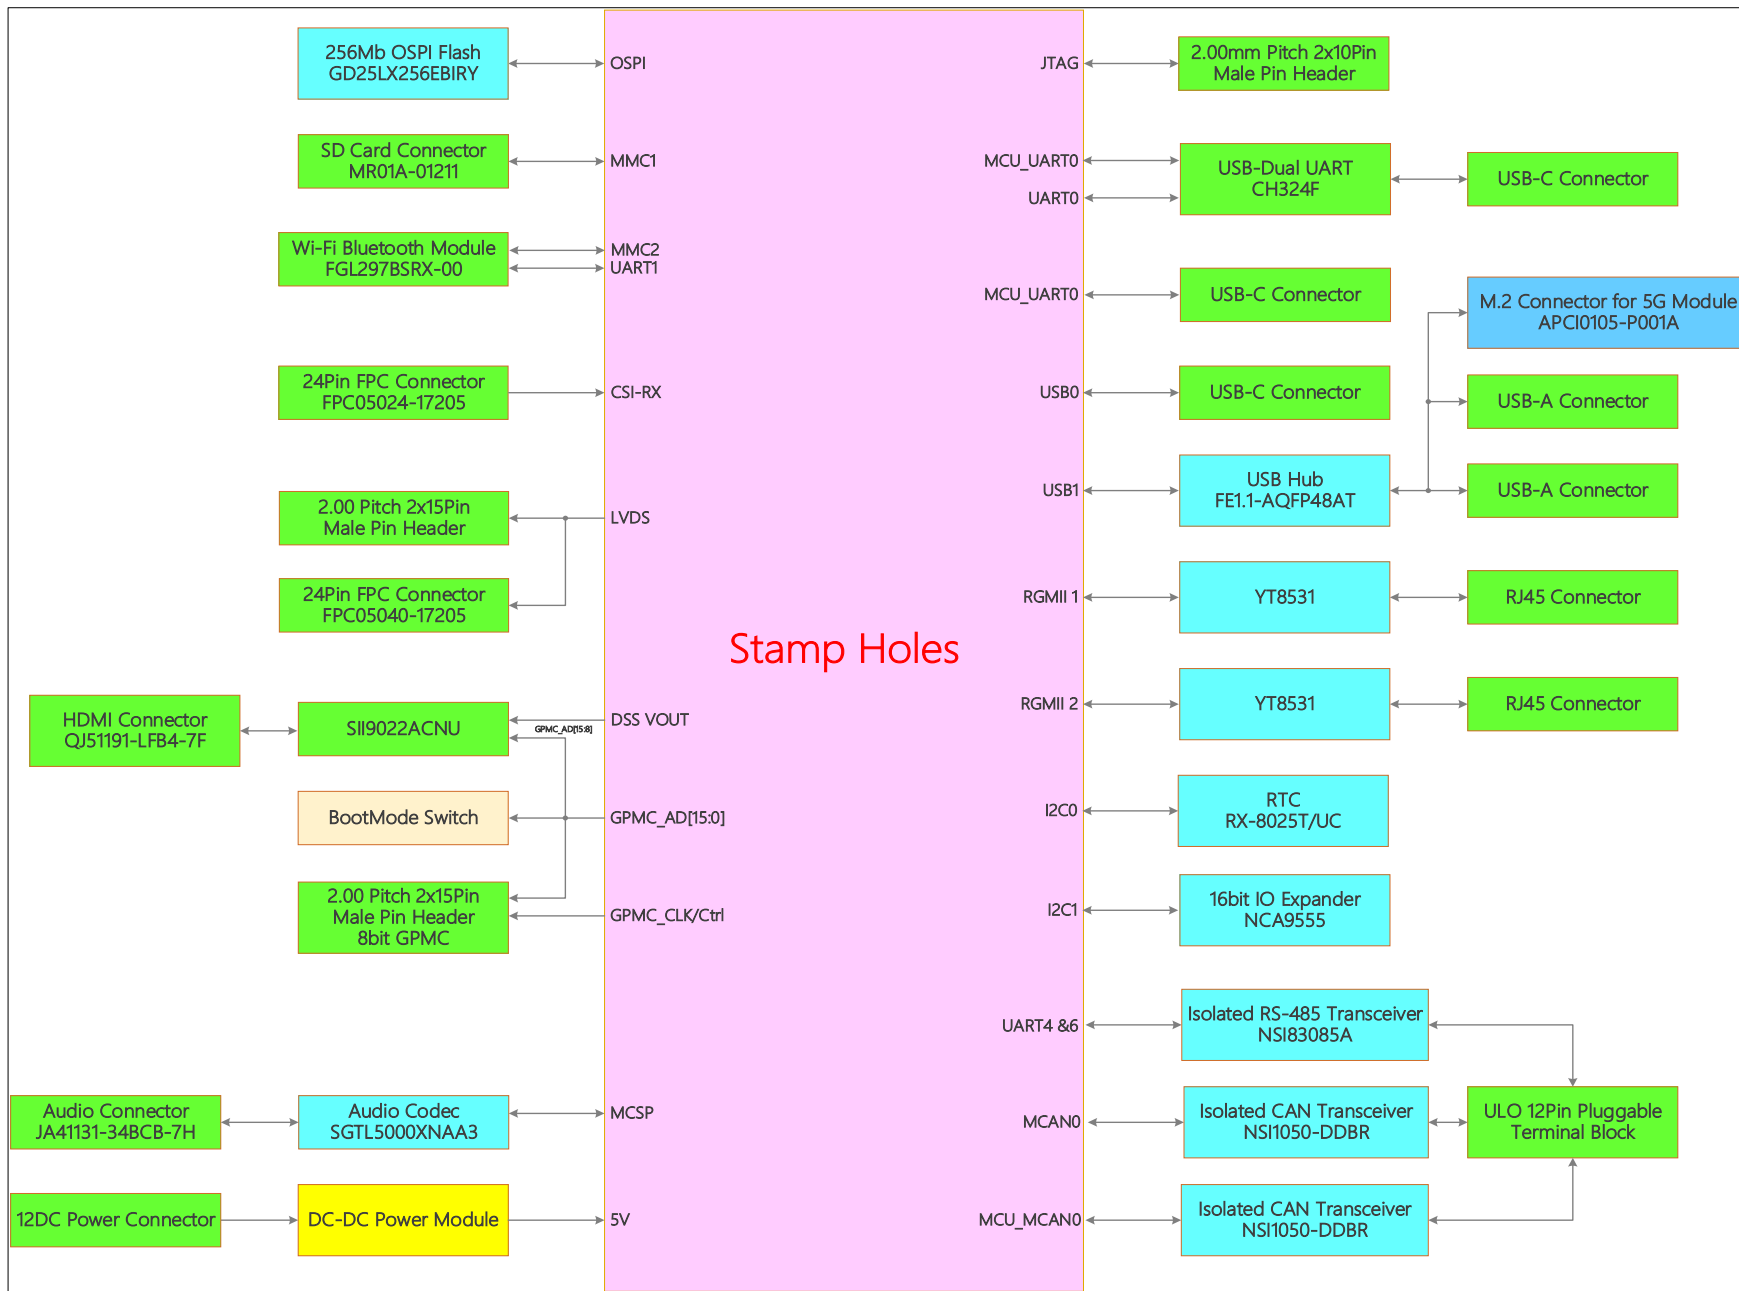 256Mb OSPI Flash
GD25LX256EBIRY
OSPI
SD Card Connector
MR01A-01211
MMC1
Wi-Fi Bluetooth Module
FGL297BSRX-00
MMC2
UART1
24Pin FPC Connector
FPC05024-17205
CSI-RX
2.00 Pitch 2x15Pin
Male Pin Header
LVDS
24Pin FPC Connector
FPC05040-17205
HDMI Connector
QJ51191-LFB4-7F
SII9022ACNU
DSS VOUT
GPMC_AD[15:8]
BootMode Switch
GPMC_AD[15:0]
2.00 Pitch 2x15Pin
Male Pin Header
8bit GPMC
GPMC_CLK/Ctrl
Audio Connector
JA41131-34BCB-7H
Audio Codec
SGTL5000XNAA3
MCSP
12DC Power Connector
DC-DC Power Module
5V
Stamp Holes
JTAG
2.00mm Pitch 2x10Pin
Male Pin Header
MCU_UART0
UART0
USB-Dual UART
CH324F
USB-C Connector
MCU_UART0
USB-C Connector
M.2 Connector for 5G Module
APCI0105-P001A
USB0
USB-C Connector
USB-A Connector
USB1
USB Hub
FE1.1-AQFP48AT
USB-A Connector
RGMII 1
YT8531
RJ45 Connector
RGMII 2
YT8531
RJ45 Connector
I2C0
RTC
RX-8025T/UC
I2C1
16bit IO Expander
NCA9555
UART4 &6
Isolated RS-485 Transceiver
NSI83085A
MCAN0
Isolated CAN Transceiver
NSI1050-DDBR
ULO 12Pin Pluggable
Terminal Block
MCU_MCAN0
Isolated CAN Transceiver
NSI1050-DDBR